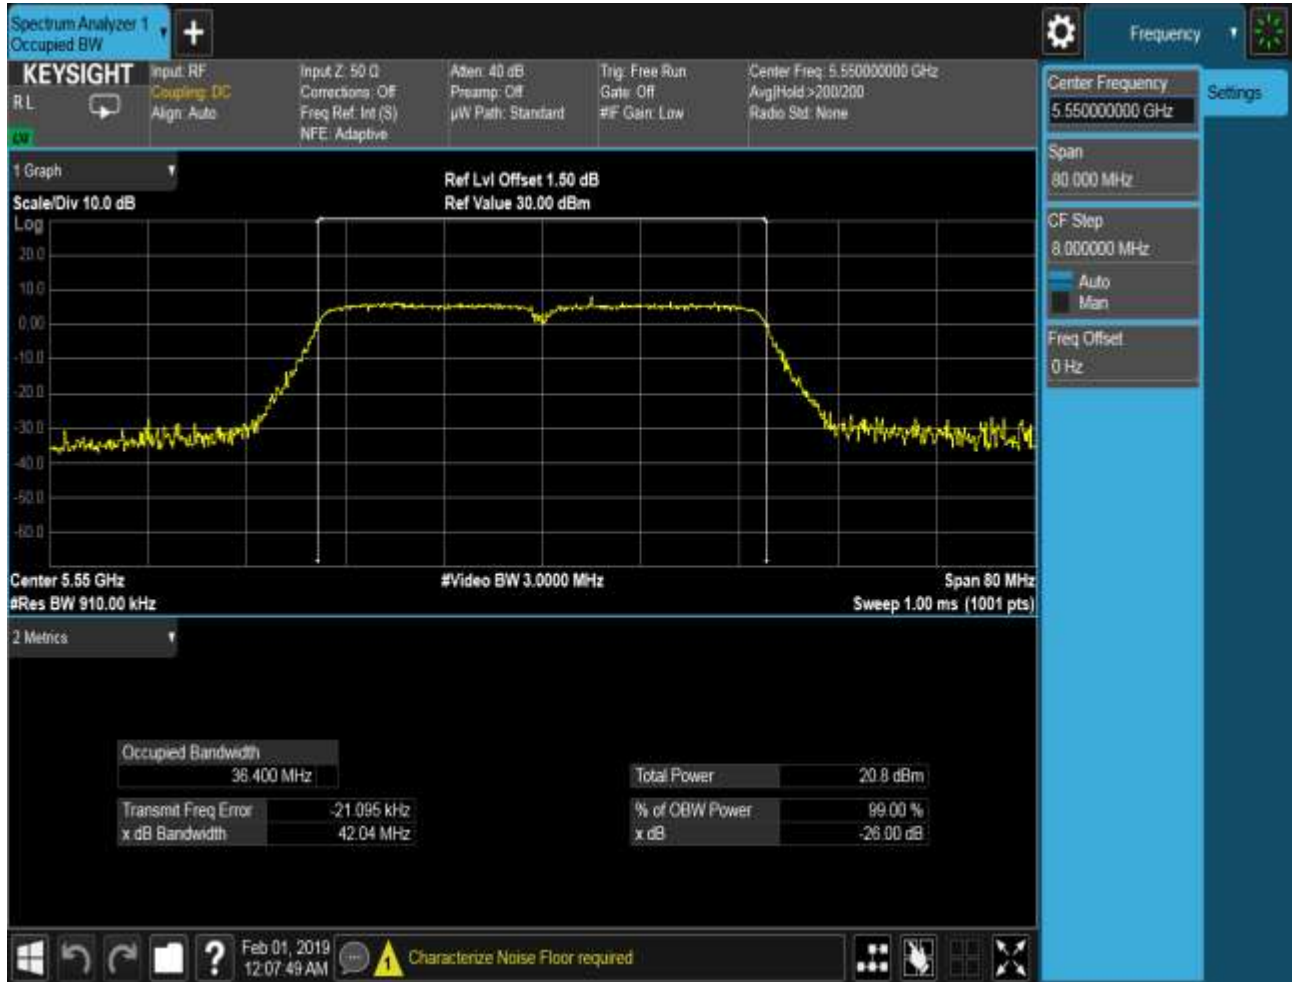 Spectrum Analyzer 1
Occupied BW
Frequency
KEYSIGHT
Input: RF
Coupling: DC
Align: Auto
Input Z: 50 Ω
Corrections: Off
Freq Ref: Int (S)
NFE: Adaptive
Atten: 40 dB
Preamp: Off
µW Path: Standard
Trig: Free Run
Gate: Off
#IF Gain: Low
Center Freq: 5.550000000 GHz
Avg|Hold:>200/200
Radio Std: None
R L
Center Frequency
5.550000000 GHz
Settings
Span
80.000 MHz
CF Step
8.000000 MHz
Auto
Man
Freq Offset
0 Hz
1 Graph
Scale/Div 10.0 dB
Ref Lvl Offset 1.50 dB
Ref Value 30.00 dBm
Log
20.0
10.0
0.00
-10.0
-20.0
-30.0
-40.0
-50.0
-60.0
Center 5.55 GHz
#Video BW 3.0000 MHz
Span 80 MHz
#Res BW 910.00 kHz
Sweep 1.00 ms (1001 pts)
2 Metrics
Occupied Bandwidth
36.400 MHz
Total Power 20.8 dBm
Transmit Freq Error -21.095 kHz
% of OBW Power 99.00 %
x dB Bandwidth 42.04 MHz
x dB -26.00 dB
Feb 01, 2019
12:07:49 AM
1
Characterize Noise Floor required